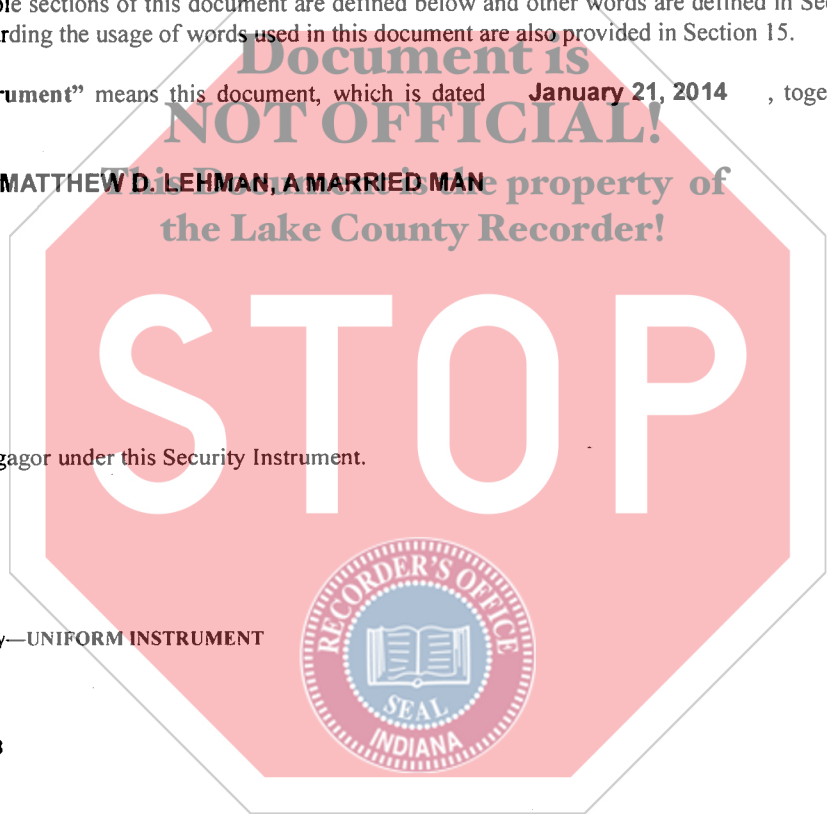 ole sections of this document are defined below and other words are defined in Sec
rding the usage of words used in this document are also provided in Section 15.
Document is
rument” means this document, which is dated January 21, 2014 , toge
NOT OFFICIAL!
MATTHEW D. LEHMAN, A MARRIED MAN
This Document is the property of
the Lake County Recorder!
STOP
gagor under this Security Instrument.
RECORDER'S OFFICE
y—UNIFORM INSTRUMENT
SEAL
INDIANA
3